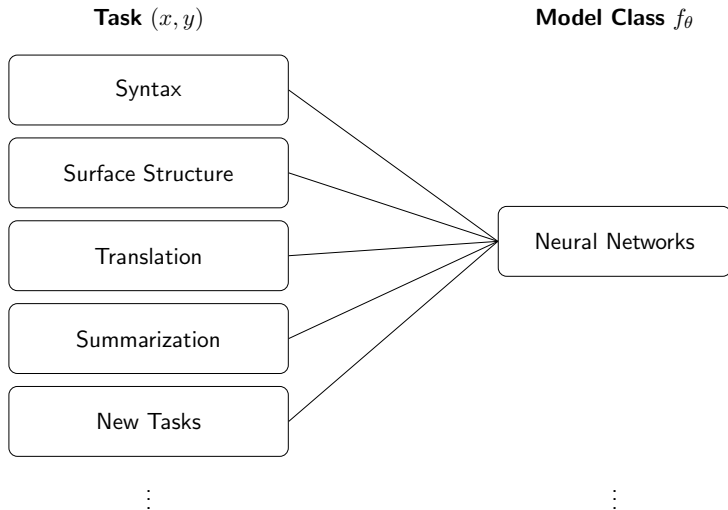 Task (x, y)
Model Class f_θ
Syntax
Surface Structure
Translation
Summarization
New Tasks
Neural Networks
⋮
⋮